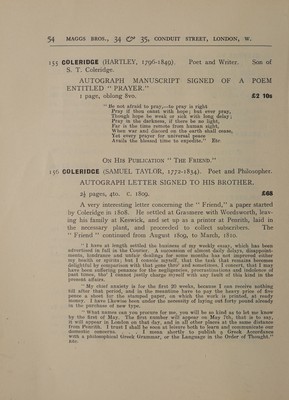 54 MAGGS BROS., 34 & 35, CONDUIT STREET, LONDON, W.
155 COLERIDGE (HARTLEY, 1796-1849). Poet and Writer. Son of
S. T. Coleridge.
AUTOGRAPH MANUSCRIPT SIGNED OF A POEM
ENTITLED " PRAYER."
1 page, oblong 8vo. £2 10s
" Be not afraid to pray;—to pray is right
Pray if thou canst with hope; but ever pray,
Though hope be weak or sick with long delay;
Pray in the darkness, if there be no light,
Far is the time remote from human sight,
When war and discord on the earth shall cease,
Yet every prayer for universal peace
Avails the blessed time to expedite." Etc
ON HIS PUBLICATION " THE FRIEND."
156 COLERIDGE (SAMUEL TAYLOR, 1772-1834). Poet and Philosopher.
AUTOGRAPH LETTER SIGNED TO HIS BROTHER.
2½ pages, 4to. c. 1809. £68
A very interesting letter concerning the " Friend," a paper started
by Coleridge in 1808. He settled at Grassmere with Woodsworth, leav-
ing his family at Keswick, and set up as a printer at Penrith, laid in
the necessary plant, and proceeded to collect subscribers. The
" Friend " continued from August 1809, to March, 1810.
" I have at length settled the business of my weekly essay, which has been
advertised in full in the Courier. A succession of almost daily delays, disappoint-
ments, hindrance and unfair dealings for some months has not improved either
my health or spirits; but I console myself, that the task that remains becomes
delightful by comparison with that gone thro' and sometimes I conceit, that I may
have been suffering penance for the negligences, procrastinations and indolence of
past times, tho' I cannot justly charge myself with any fault of this kind in the
present affairs.
" My chief anxiety is for the first 20 weeks, because I can receive nothing
till after that period, and in the meantime have to pay the heavy price of five
pence a sheet for the stamped paper, on which the work is printed, at ready
money. I have likewise been under the necessity of laying out forty pound already
in the purchase of new type.
" What names can you procure for me, you will be so kind as to let me know
by the first of May. The first number will appear on May 7th, that is to say,
it will appear in London on that day, and in all other places at the same distance
from Penrith. I trust I shall be soon at leisure both to learn and communicate our
domestic concerns. . . . I mean shortly to publish a Greek Accordance
with a philosophical Greek Grammar, or the Language in the Order of Thought."
etc.